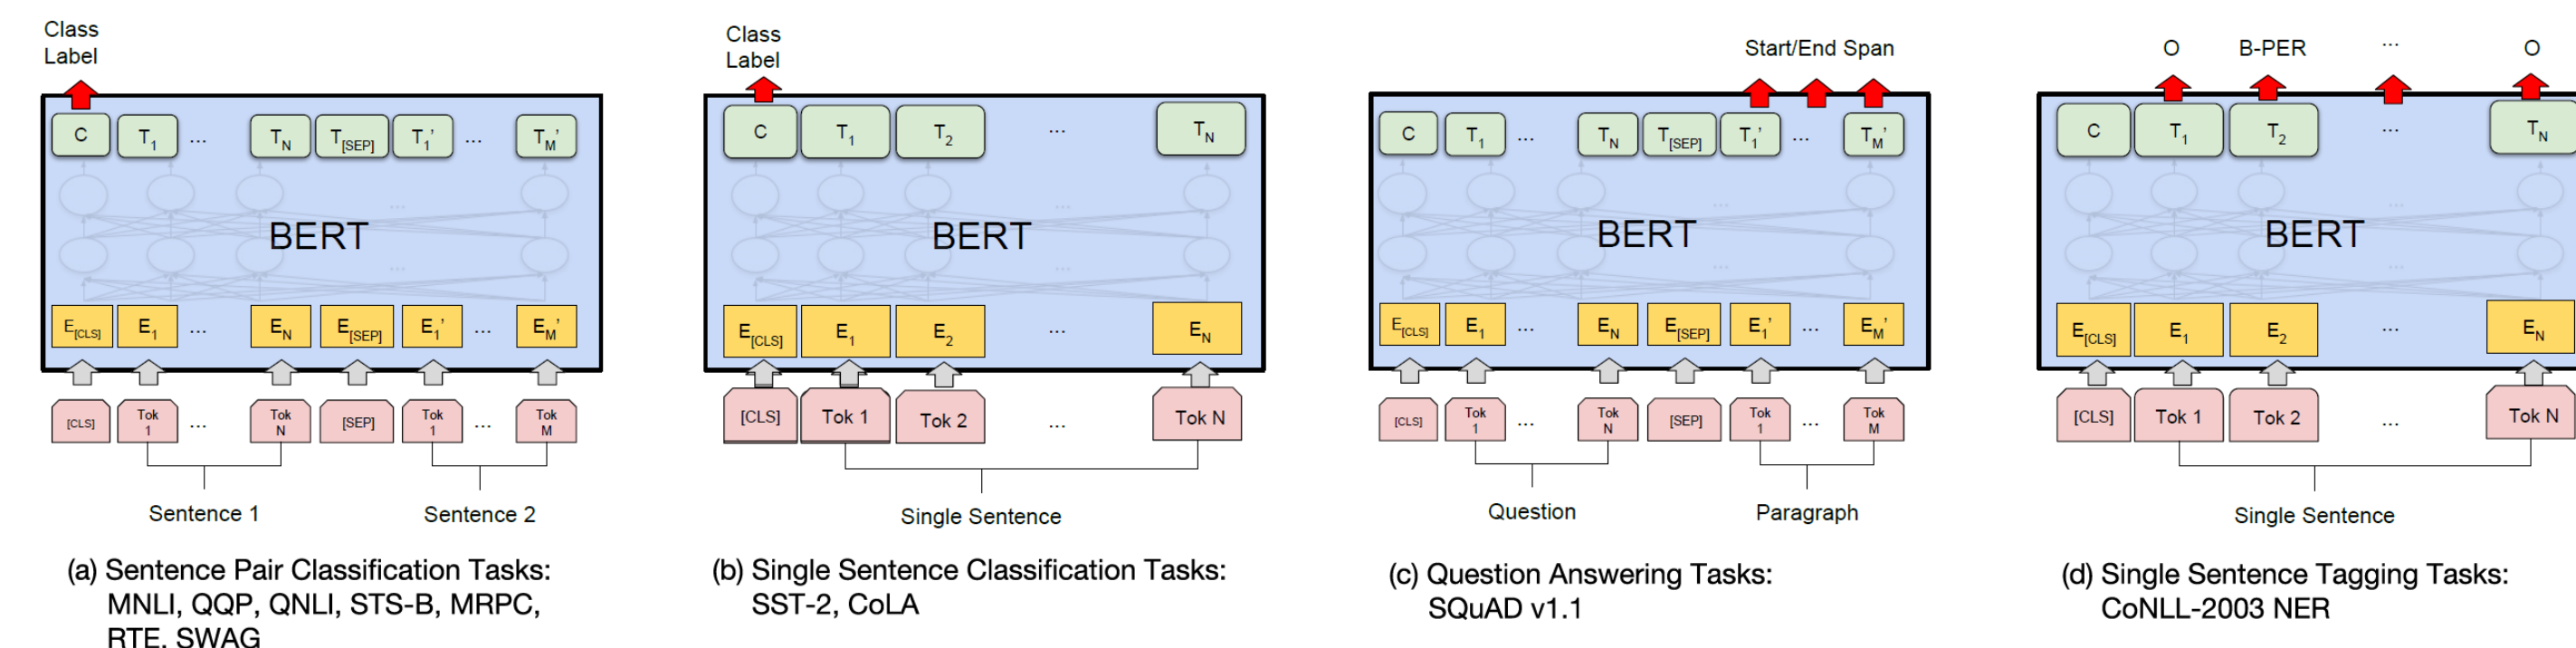 Class
Label
C T1 ... TN T[SEP] T1’ ... TM’
...
BERT
...
E[CLS] E1 ... EN E[SEP] E1’ ... EM’
[CLS] Tok 1 ... Tok N [SEP] Tok 1 ... Tok M
Sentence 1 Sentence 2
(a) Sentence Pair Classification Tasks:
MNLI, QQP, QNLI, STS-B, MRPC,
RTE, SWAG
Class
Label
C T1 T2 ... TN
...
BERT
...
E[CLS] E1 E2 ... EN
[CLS] Tok 1 Tok 2 ... Tok N
Single Sentence
(b) Single Sentence Classification Tasks:
SST-2, CoLA
Start/End Span
C T1 ... TN T[SEP] T1’ ... TM’
...
BERT
...
E[CLS] E1 ... EN E[SEP] E1’ ... EM’
[CLS] Tok 1 ... Tok N [SEP] Tok 1 ... Tok M
Question Paragraph
(c) Question Answering Tasks:
SQuAD v1.1
O B-PER ... O
C T1 T2 ... TN
...
BERT
...
E[CLS] E1 E2 ... EN
[CLS] Tok 1 Tok 2 ... Tok N
Single Sentence
(d) Single Sentence Tagging Tasks:
CoNLL-2003 NER